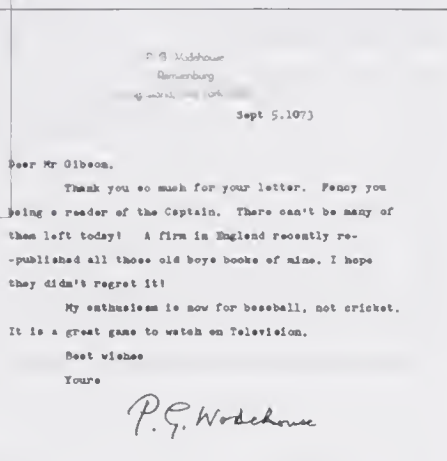 P. G. Wodehouse
Remsenburg
Sept 5.1973
Dear Mr Gibson.
Thank you so much for your letter. Fancy you
being a reader of the Captain. There can't be many of
them left today! A firm in England recently re-
-published all those old boys books of mine. I hope
they didn't regret it!
My enthusiasm is now for baseball, not cricket.
It is a great game to watch on Television.
Best wishes
Yours
P. G. Wodehouse